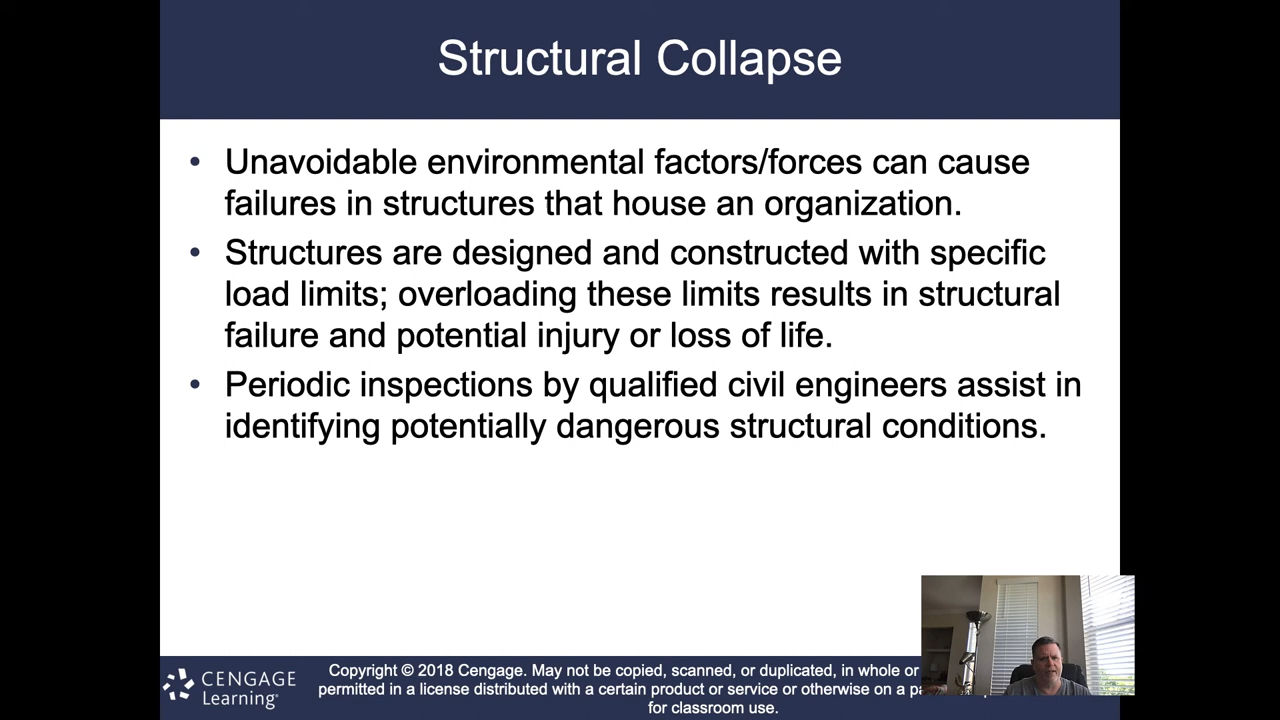 Structural Collapse
• Unavoidable environmental factors/forces can cause
failures in structures that house an organization.
• Structures are designed and constructed with specific
load limits; overloading these limits results in structural
failure and potential injury or loss of life.
• Periodic inspections by qualified civil engineers assist in
identifying potentially dangerous structural conditions.
CENGAGE
Learning
Copyright © 2018 Cengage. May not be copied, scanned, or duplicated, in whole or
permitted in a license distributed with a certain product or service or otherwise on a
for classroom use.